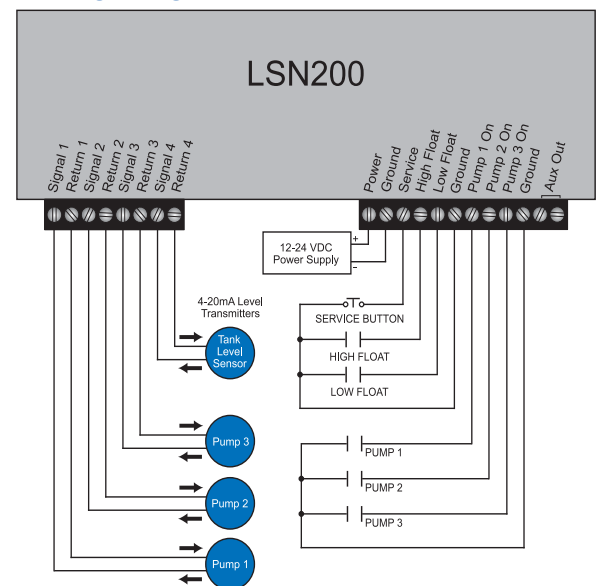 LSN200
Signal 1
Return 1
Signal 2
Return 2
Signal 3
Return 3
Signal 4
Return 4
Power
Ground
Service
High Float
Low Float
Ground
Pump 1 On
Pump 2 On
Pump 3 On
Ground
Aux Out
+
12-24 VDC
Power Supply
-
4-20mA Level
Transmitters
Tank
Level
Sensor
SERVICE BUTTON
HIGH FLOAT
LOW FLOAT
Pump 3
PUMP 1
PUMP 2
Pump 2
PUMP 3
Pump 1